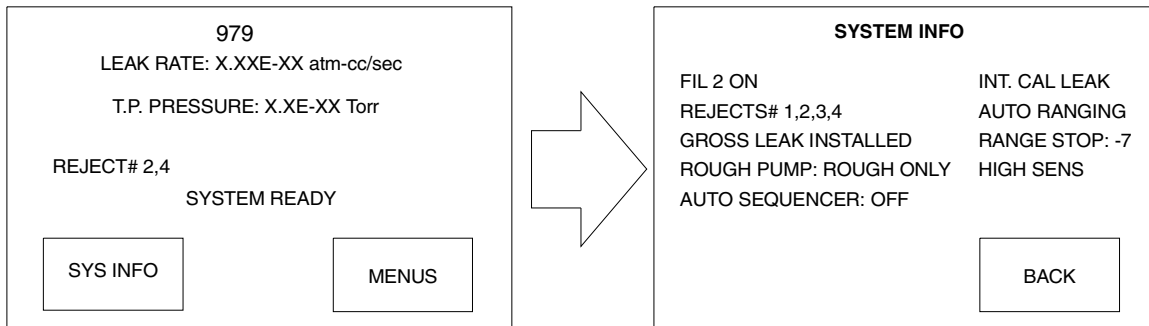 979
LEAK RATE: X.XXE-XX atm-cc/sec
T.P. PRESSURE: X.XE-XX Torr
REJECT# 2,4
SYSTEM READY
SYS INFO
MENUS
SYSTEM INFO
FIL 2 ON
REJECTS# 1,2,3,4
GROSS LEAK INSTALLED
ROUGH PUMP: ROUGH ONLY
AUTO SEQUENCER: OFF
INT. CAL LEAK
AUTO RANGING
RANGE STOP: -7
HIGH SENS
BACK